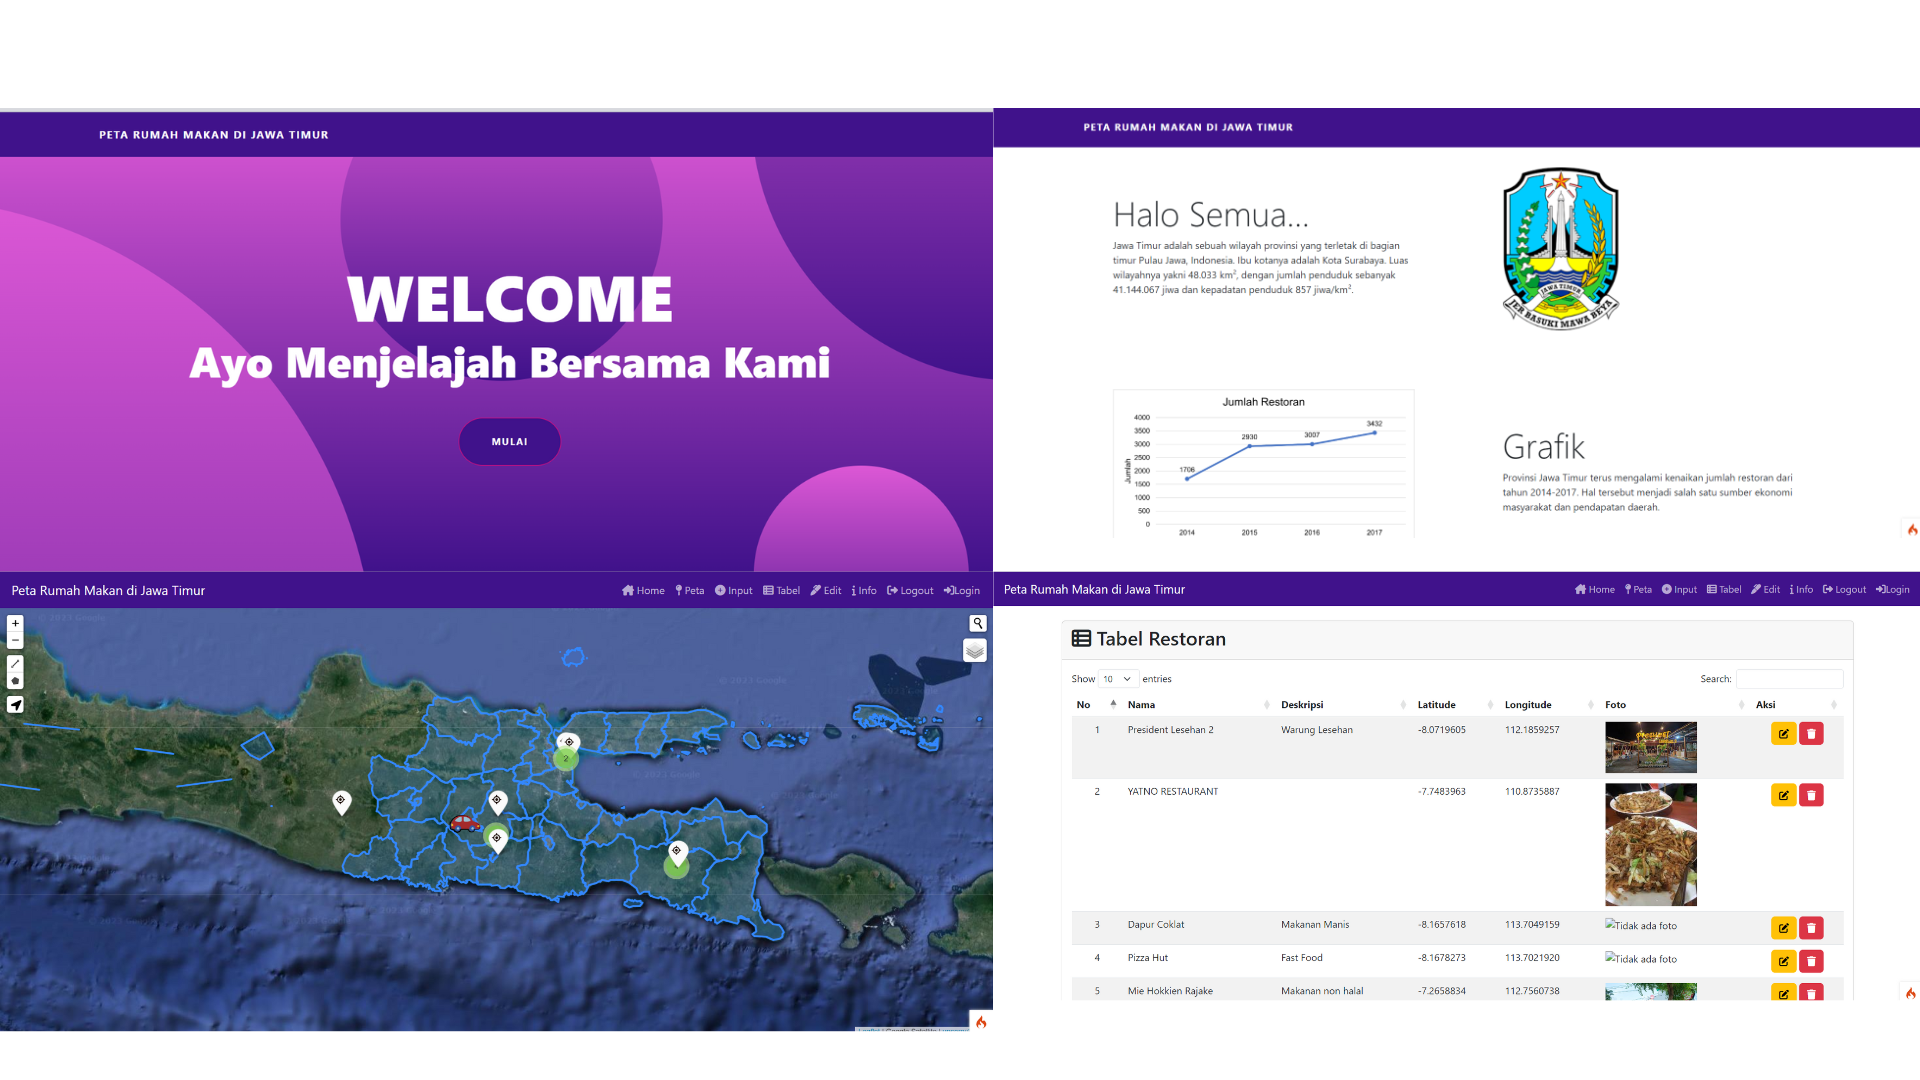 PETA RUMAH MAKAN DI JAWA TIMUR
WELCOME
Ayo Menjelajah Bersama Kami
MULAI
PETA RUMAH MAKAN DI JAWA TIMUR
Halo Semua...
Jawa Timur adalah sebuah wilayah provinsi yang terletak di bagian
timur Pulau Jawa, Indonesia. Ibu kotanya adalah Kota Surabaya. Luas
wilayahnya yakni 48.033 km², dengan jumlah penduduk sebanyak
41.144.067 jiwa dan kepadatan penduduk 857 jiwa/km².
JAWA TIMUR
JER BASUKI MAWA BEYA
Jumlah Restoran
Jumlah
4000
3500
3000
2500
2000
1500
1000
500
0
1706
2930
3007
3432
2014 2015 2016 2017
Grafik
Provinsi Jawa Timur terus mengalami kenaikan jumlah restoran dari
tahun 2014-2017. Hal tersebut menjadi salah satu sumber ekonomi
masyarakat dan pendapatan daerah.
Peta Rumah Makan di Jawa Timur
Home Peta Input Tabel Edit Info Logout Login
+
−
2
Peta Rumah Makan di Jawa Timur
Home Peta Input Tabel Edit Info Logout Login
Tabel Restoran
Show 10 entries Search:
No Nama Deskripsi Latitude Longitude Foto Aksi
1 President Lesehan 2 Warung Lesehan -8.0719605 112.1859257
2 YATNO RESTAURANT -7.7483963 110.8735887
3 Dapur Coklat Makanan Manis -8.1657618 113.7049159 Tidak ada foto
4 Pizza Hut Fast Food -8.1678273 113.7021920 Tidak ada foto
5 Mie Hokkien Rajake Makanan non halal -7.2658834 112.7560738